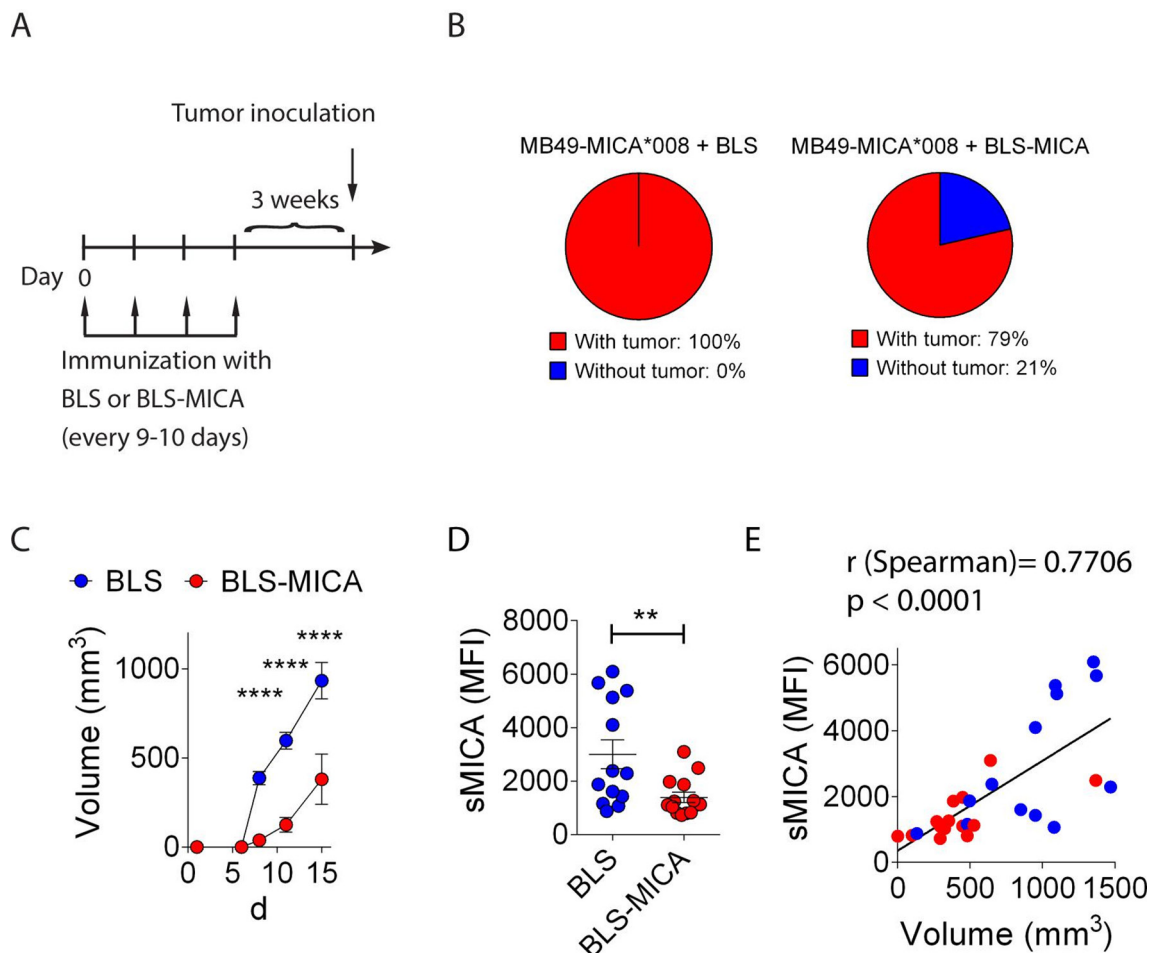 A
Tumor inoculation
3 weeks
Day 0
Immunization with
BLS or BLS-MICA
(every 9-10 days)
B
MB49-MICA*008 + BLS
With tumor: 100%
Without tumor: 0%
MB49-MICA*008 + BLS-MICA
With tumor: 79%
Without tumor: 21%
C
BLS BLS-MICA
Volume (mm³)
1000
500
0
****
****
****
0 5 10 15
d
D
sMICA (MFI)
8000
6000
4000
2000
0
**
BLS
BLS-MICA
E
r (Spearman)= 0.7706
p < 0.0001
sMICA (MFI)
6000
4000
2000
0
0 500 1000 1500
Volume (mm³)